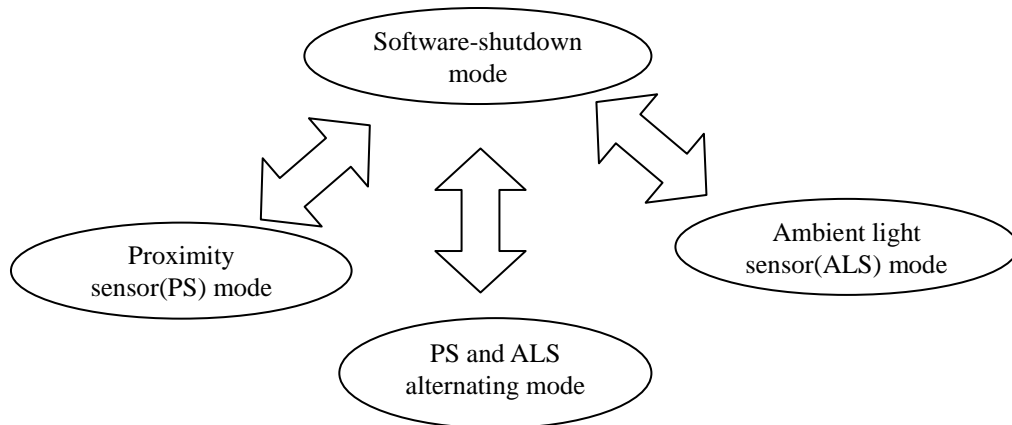 Software-shutdown
mode
Proximity
sensor(PS) mode
Ambient light
sensor(ALS) mode
PS and ALS
alternating mode